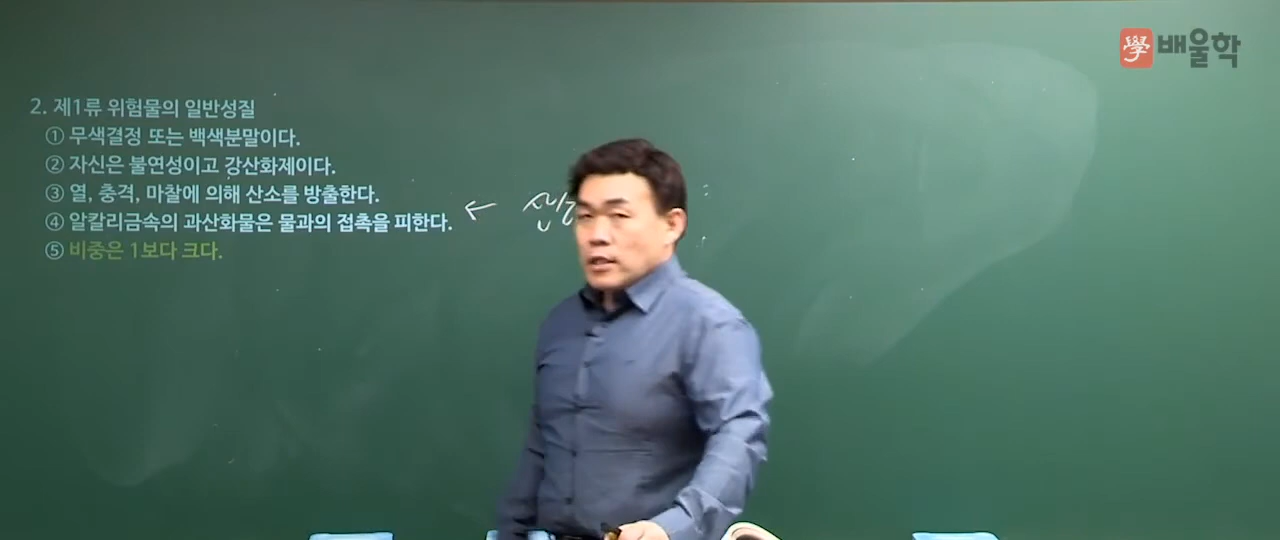 學 배울학
2. 제1류 위험물의 일반성질
① 무색결정 또는 백색분말이다.
② 자신은 불연성이고 강산화제이다.
③ 열, 충격, 마찰에 의해 산소를 방출한다.
④ 알칼리금속의 과산화물은 물과의 접촉을 피한다. ←
⑤ 비중은 1보다 크다.